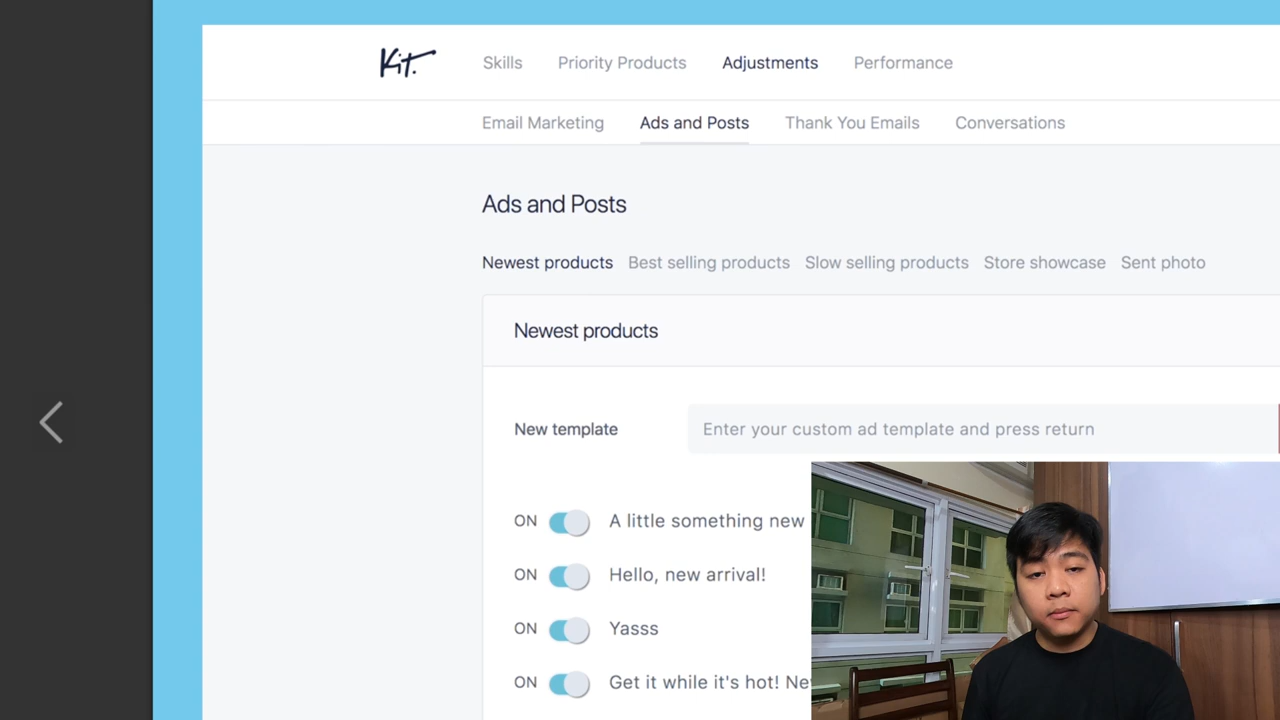 Kit. Skills Priority Products Adjustments Performance
Email Marketing Ads and Posts Thank You Emails Conversations
Ads and Posts
Newest products Best selling products Slow selling products Store showcase Sent photo
Newest products
New template Enter your custom ad template and press return
ON A little something new
ON Hello, new arrival!
ON Yasss
ON Get it while it's hot!